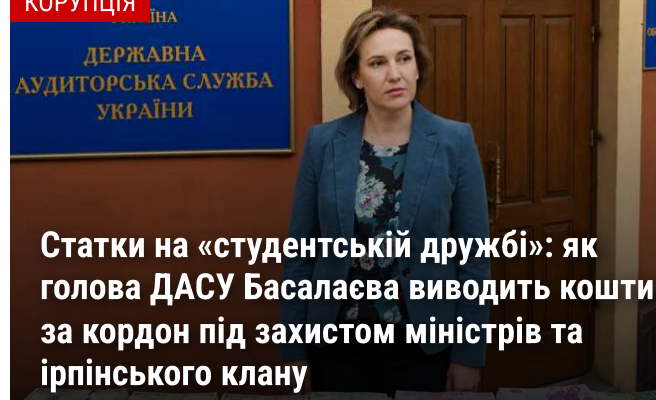 КОРУПЦІЯ
УКРАЇНА
ДЕРЖАВНА
АУДИТОРСЬКА СЛУЖБА
УКРАЇНИ
Статки на «студентській дружбі»: як
голова ДАСУ Басалаєва виводить кошти
за кордон під захистом міністрів та
ірпінського клану